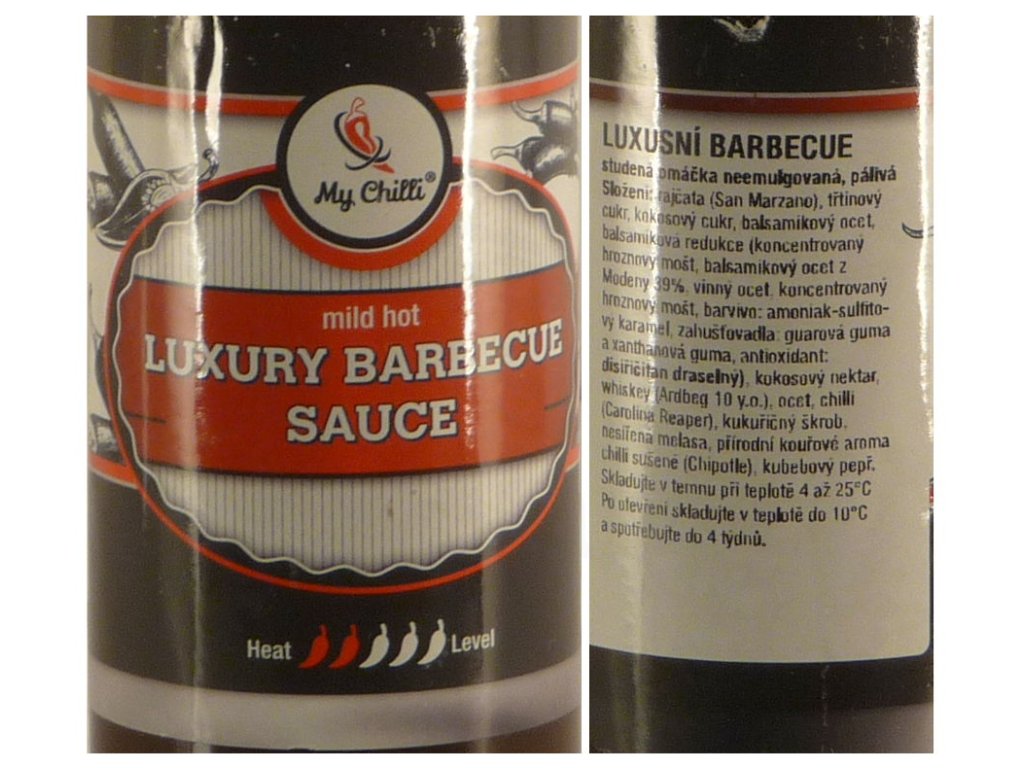 My Chilli®
mild hot
LUXURY BARBECUE
SAUCE
Heat Level
LUXUSNÍ BARBECUE
studená omáčka neemulgovaná, pálivá
Složení: rajčata (San Marzano), třtinový
cukr, kokosový cukr, balsamikový ocet,
balsamiková redukce (koncentrovaný
hroznový mošt, balsamikový ocet z
Modeny 39%, vinný ocet, koncentrovaný
hroznový mošt, barvivo: amoniak-sulfito-
vý karamel, zahušťovadla: guarová guma
a xanthanová guma, antioxidant:
disiřičitan draselný), kokosový nektar,
whiskey (Ardbeg 10 y.o.), ocet, chilli
(Carolina Reaper), kukuřičný škrob,
nesířená melasa, přírodní kouřové aroma
chilli sušené (Chipotle), kubebový pepř.
Skladujte v temnu při teplotě 4 až 25°C
Po otevření skladujte v teplotě do 10°C
a spotřebujte do 4 týdnů.